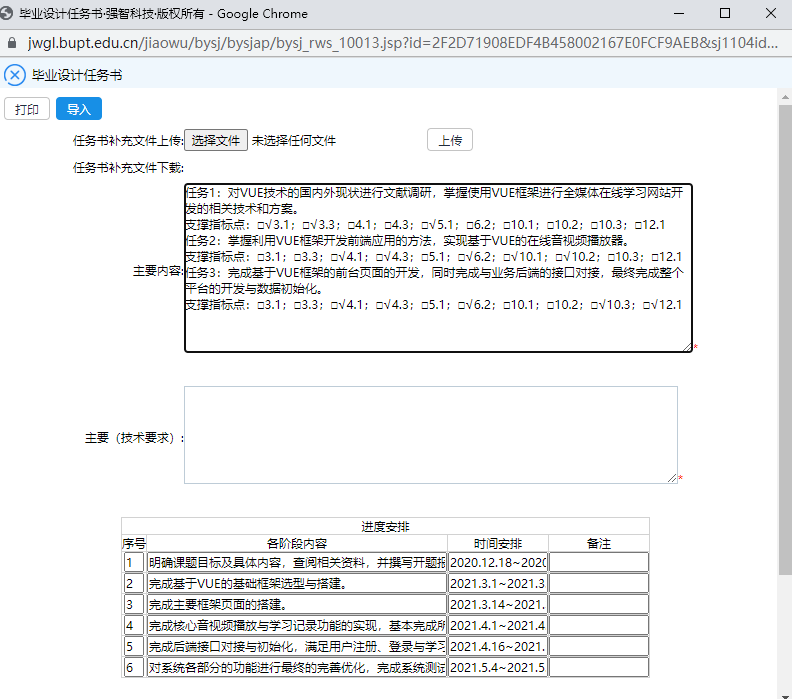 毕业设计任务书·强智科技·版权所有 - Google Chrome
jwgl.bupt.edu.cn/jiaowu/bysj/bysjap/bysj_rws_10013.jsp?id=2F2D71908EDF4B458002167E0FCF9AEB&sj1104id...
毕业设计任务书
打印 导入
任务书补充文件上传: 选择文件 未选择任何文件 上传
任务书补充文件下载:
主要内容:
任务1：对VUE技术的国内外现状进行文献调研，掌握使用VUE框架进行全媒体在线学习网站开
发的相关技术和方案。
支撑指标点：□√3.1；□√3.3；□4.1；□4.3；□√5.1；□6.2；□10.1；□10.2；□10.3；□12.1
任务2：掌握利用VUE框架开发前端应用的方法，实现基于VUE的在线音视频播放器。
支撑指标点：□3.1；□3.3；□√4.1；□√4.3；□5.1；□√6.2；□√10.1；□√10.2；□10.3；□12.1
任务3：完成基于VUE框架的前台页面的开发，同时完成与业务后端的接口对接，最终完成整个
平台的开发与数据初始化。
支撑指标点：□3.1；□3.3；□√4.1；□√4.3；□5.1；□√6.2；□10.1；□10.2；□√10.3；□√12.1
*
主要（技术要求）:
*
进度安排
序号 各阶段内容 时间安排 备注
1 明确课题目标及具体内容，查阅相关资料，并撰写开题报 2020.12.18~2020
2 完成基于VUE的基础框架选型与搭建。 2021.3.1~2021.3
3 完成主要框架页面的搭建。 2021.3.14~2021.
4 完成核心音视频播放与学习记录功能的实现，基本完成所 2021.4.1~2021.4
5 完成后端接口对接与初始化，满足用户注册、登录与学习 2021.4.16~2021.
6 对系统各部分的功能进行最终的完善优化，完成系统测试 2021.5.4~2021.5